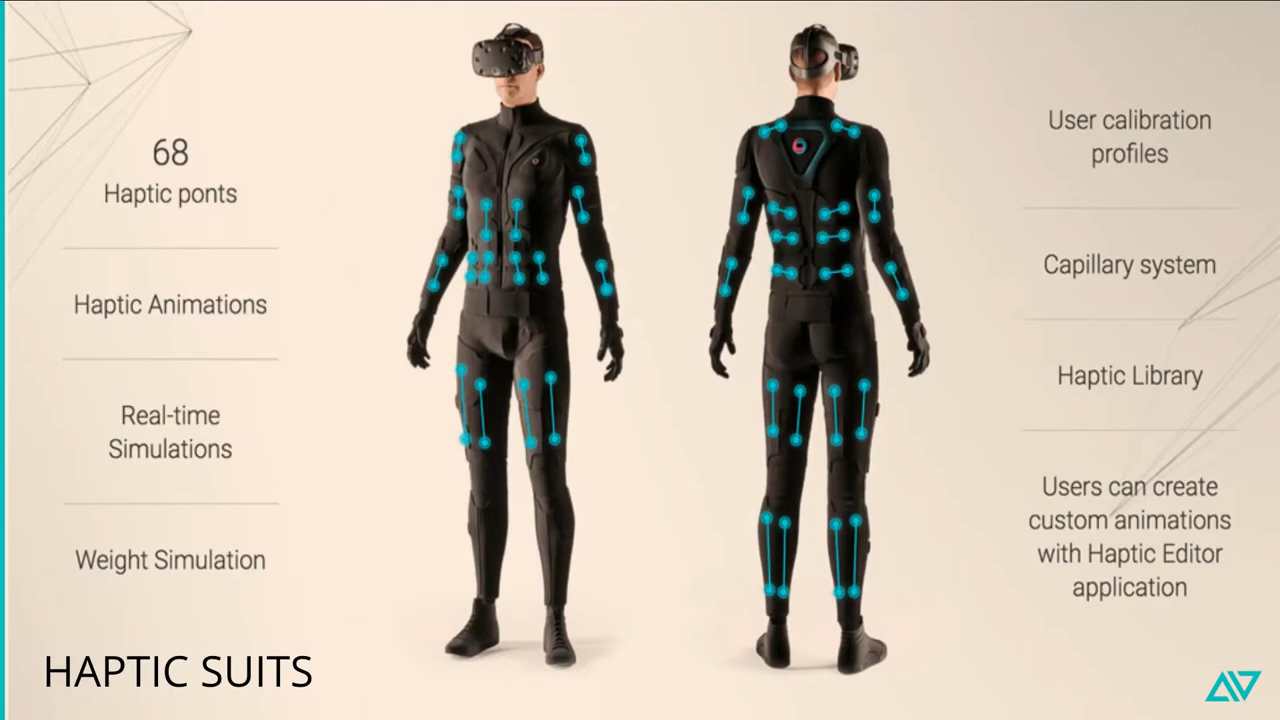 68
Haptic ponts
Haptic Animations
Real-time
Simulations
Weight Simulation
User calibration
profiles
Capillary system
Haptic Library
Users can create
custom animations
with Haptic Editor
application
HAPTIC SUITS